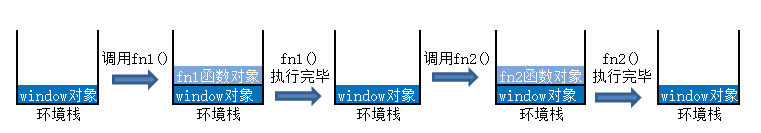 调用fn1()
fn1()
执行完毕
调用fn2()
fn2()
执行完毕
fn1函数对象
fn2函数对象
window对象
window对象
window对象
window对象
window对象
环境栈
环境栈
环境栈
环境栈
环境栈